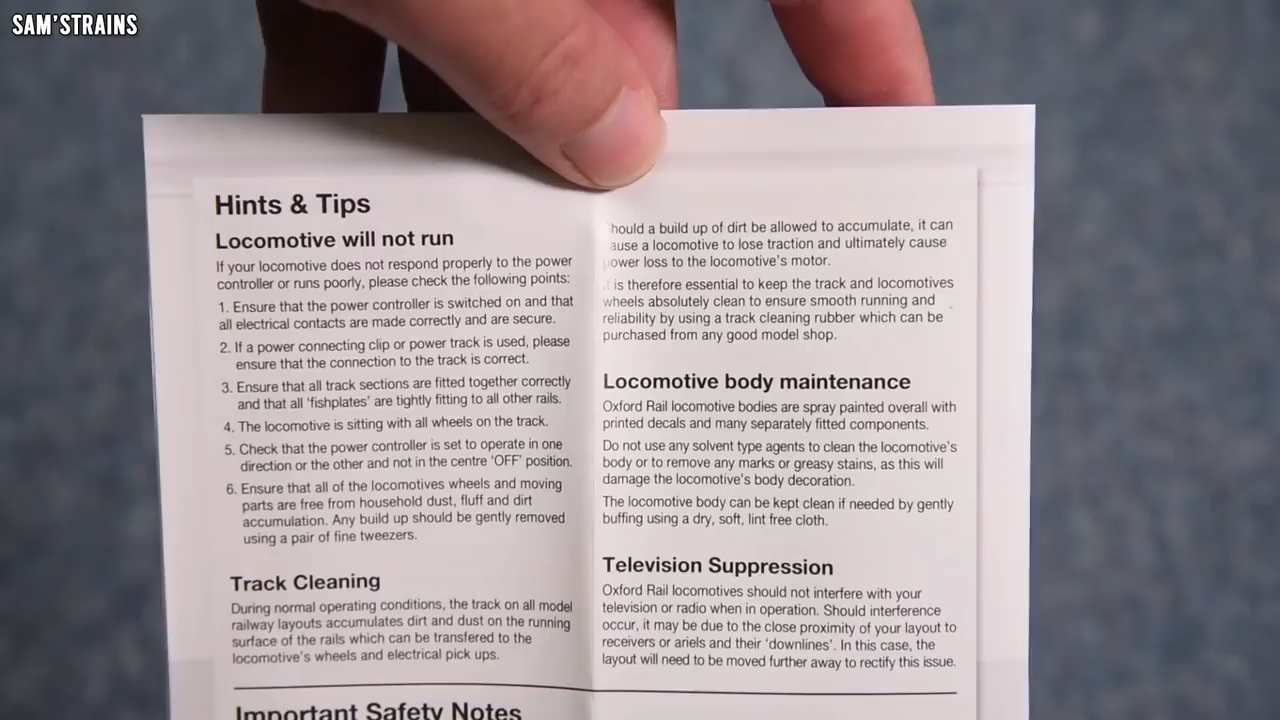 SAM'STRAINS
Hints & Tips
Locomotive will not run
If your locomotive does not respond properly to the power
controller or runs poorly, please check the following points:
1. Ensure that the power controller is switched on and that
all electrical contacts are made correctly and are secure.
2. If a power connecting clip or power track is used, please
ensure that the connection to the track is correct.
3. Ensure that all track sections are fitted together correctly
and that all 'fishplates' are tightly fitting to all other rails.
4. The locomotive is sitting with all wheels on the track.
5. Check that the power controller is set to operate in one
direction or the other and not in the centre 'OFF' position.
6. Ensure that all of the locomotives wheels and moving
parts are free from household dust, fluff and dirt
accumulation. Any build up should be gently removed
using a pair of fine tweezers.
Track Cleaning
During normal operating conditions, the track on all model
railway layouts accumulates dirt and dust on the running
surface of the rails which can be transfered to the
locomotive's wheels and electrical pick ups.
hould a build up of dirt be allowed to accumulate, it can
ause a locomotive to lose traction and ultimately cause
power loss to the locomotive's motor.
t is therefore essential to keep the track and locomotives
wheels absolutely clean to ensure smooth running and
reliability by using a track cleaning rubber which can be
purchased from any good model shop.
Locomotive body maintenance
Oxford Rail locomotive bodies are spray painted overall with
printed decals and many separately fitted components.
Do not use any solvent type agents to clean the locomotive's
body or to remove any marks or greasy stains, as this will
damage the locomotive's body decoration.
The locomotive body can be kept clean if needed by gently
buffing using a dry, soft, lint free cloth.
Television Suppression
Oxford Rail locomotives should not interfere with your
television or radio when in operation. Should interference
occur, it may be due to the close proximity of your layout to
receivers or ariels and their 'downlines'. In this case, the
layout will need to be moved further away to rectify this issue.
Important Safety Notes